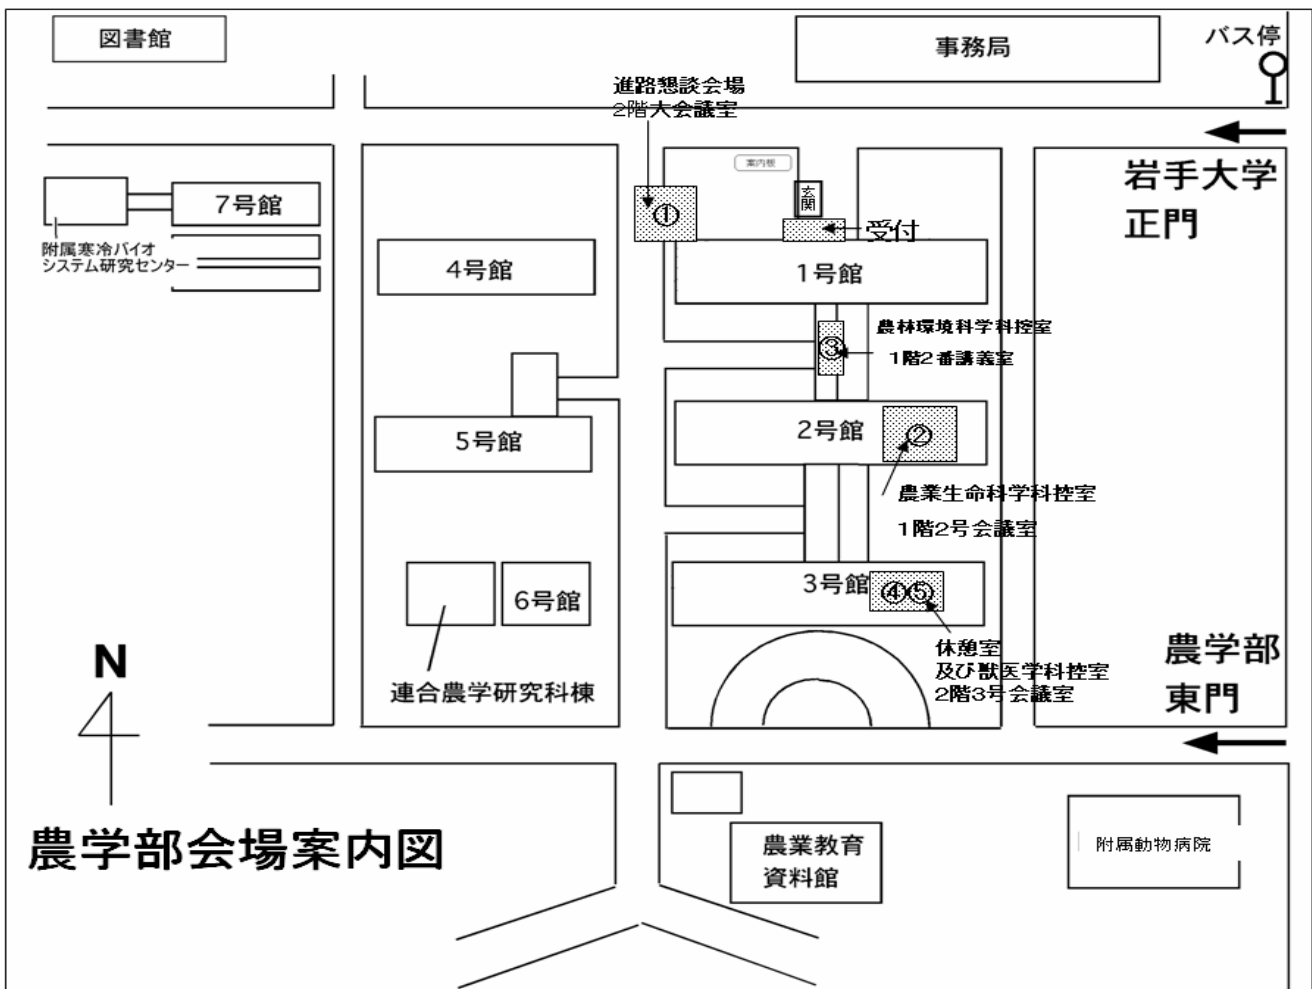 図書館
事務局
バス停
進路懇談会場
2階大会議室
岩手大学
正門
案内板
玄関
7号館
①
受付
附属寒冷バイオ
システム研究センター
4号館
1号館
農林環境科学科控室
③
1階2番講義室
5号館
2号館
②
農業生命科学科控室
1階2号会議室
3号館
④⑤
6号館
休憩室
及び獣医学科控室
2階3号会議室
農学部
東門
N
連合農学研究科棟
農学部会場案内図
農業教育
資料館
附属動物病院